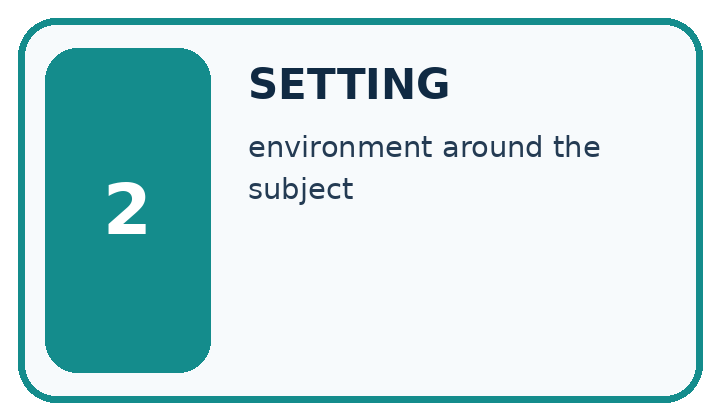 2
SETTING
environment around the
subject